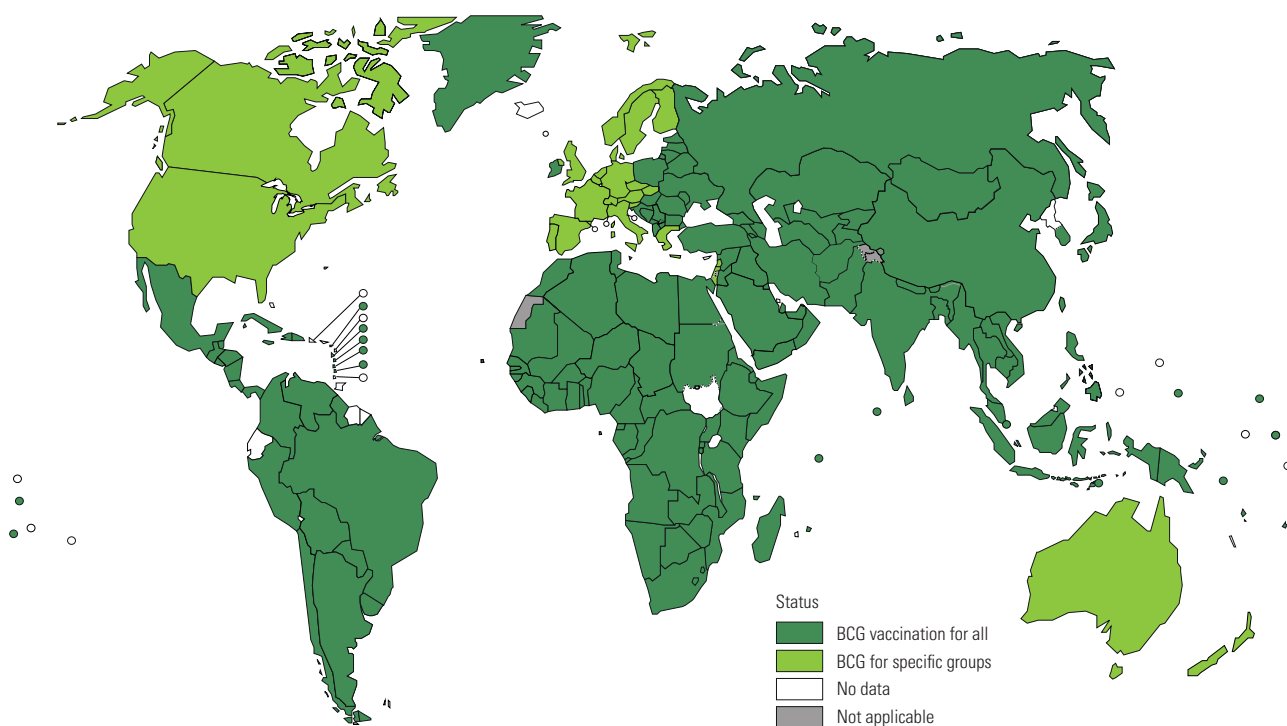 Status
BCG vaccination for all
BCG for specific groups
No data
Not applicable